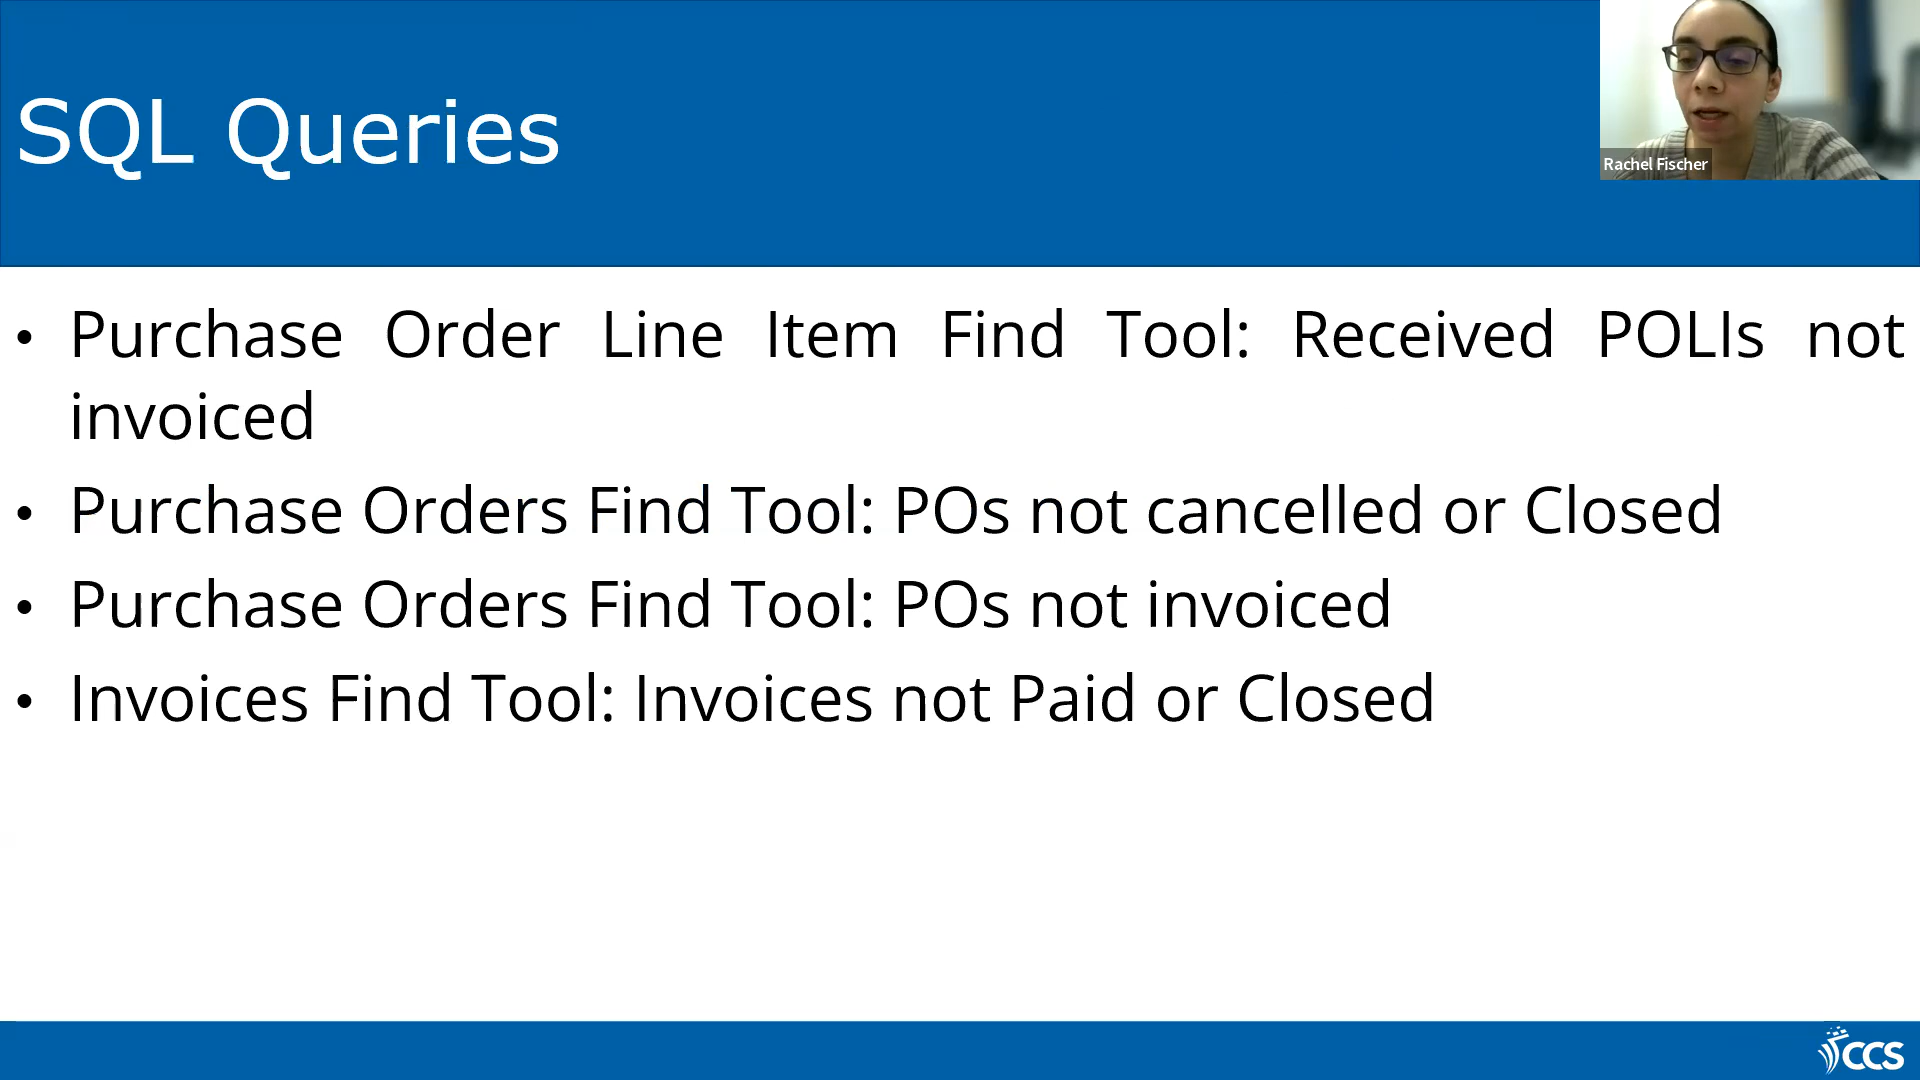 SQL Queries
Rachel Fischer
• Purchase Order Line Item Find Tool: Received POLIs not
invoiced
• Purchase Orders Find Tool: POs not cancelled or Closed
• Purchase Orders Find Tool: POs not invoiced
• Invoices Find Tool: Invoices not Paid or Closed
CCS